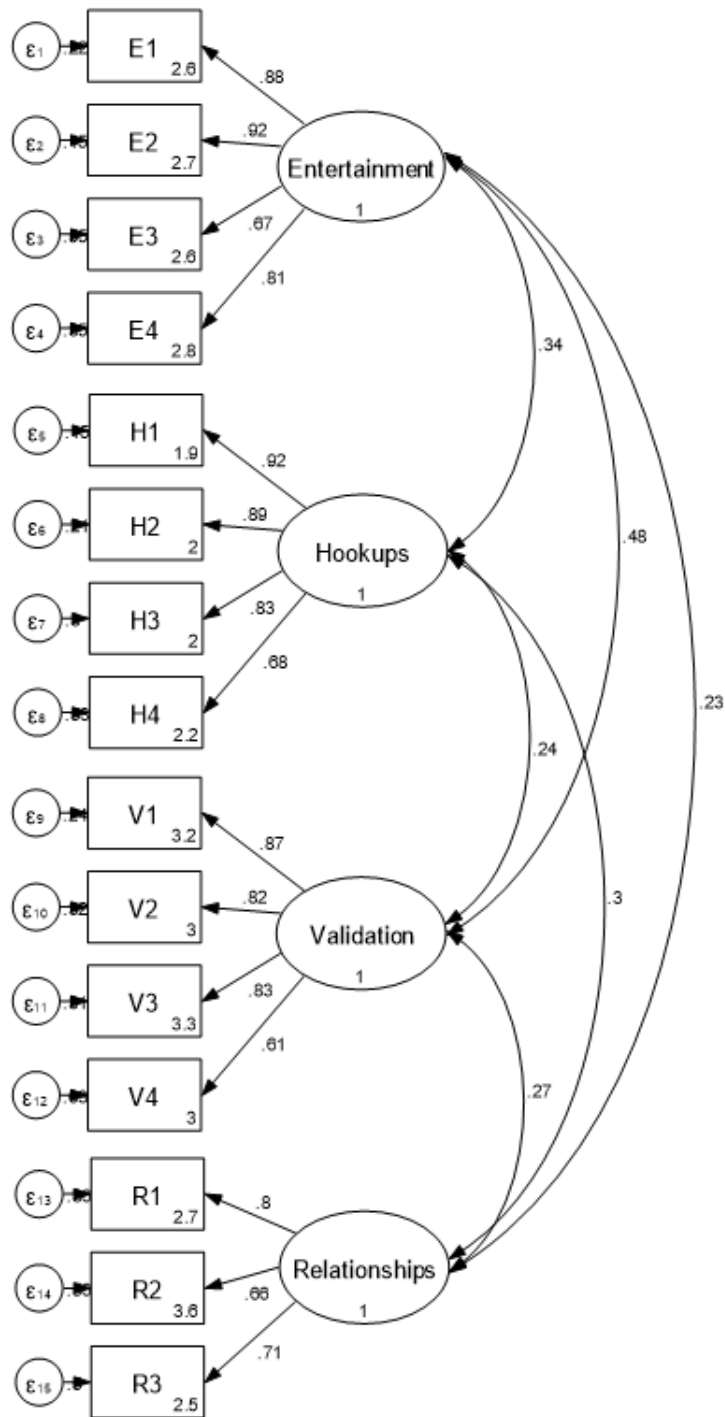 ε1 E1 2.6
.88
ε2 E2 2.7
.92
Entertainment
1
ε3 E3 2.6
.67
ε4 E4 2.8
.81
.34
ε5 H1 1.9
.92
ε6 H2 2
.89
.48
Hookups
1
ε7 H3 2
.83
ε8 H4 2.2
.68
.23
.24
ε9 V1 3.2
.87
ε10 V2 3
.82
.3
Validation
1
ε11 V3 3.3
.83
ε12 V4 3
.61
.27
ε13 R1 2.7
.8
ε14 R2 3.6
.66
Relationships
1
ε15 R3 2.5
.71